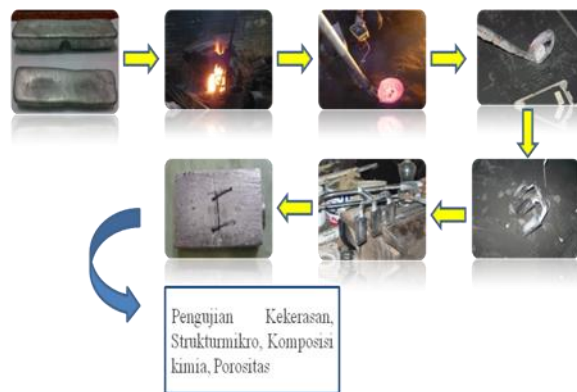 Pengujian Kekerasan,
Strukturmikro, Komposisi
kimia, Porositas